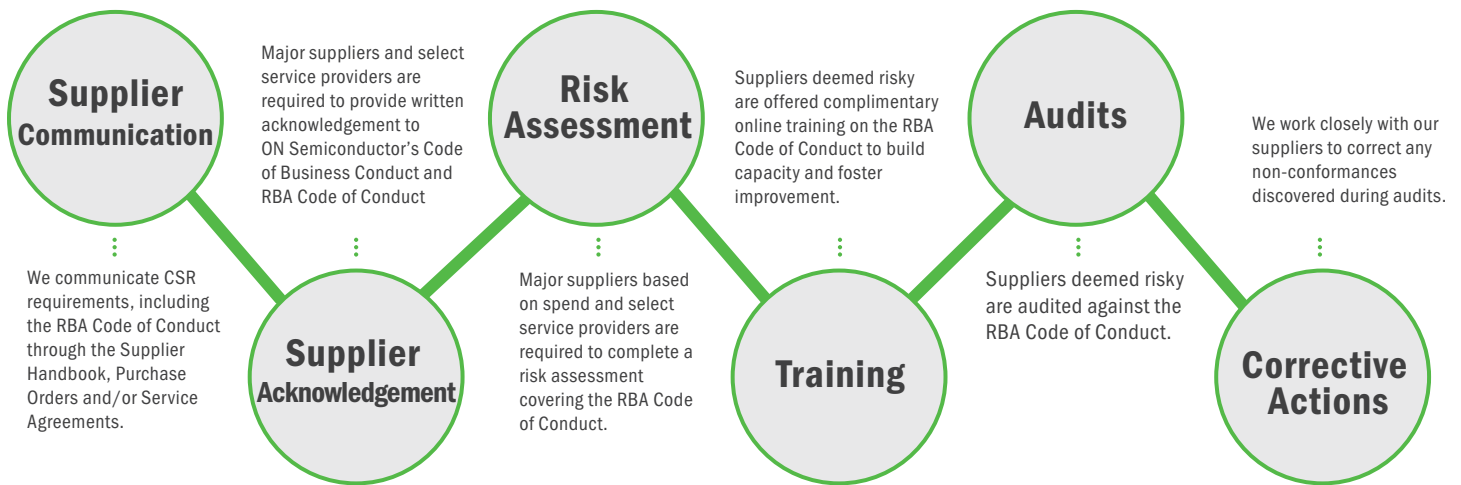 Supplier
Communication
We communicate CSR
requirements, including
the RBA Code of Conduct
through the Supplier
Handbook, Purchase
Orders and/or Service
Agreements.
Major suppliers and select
service providers are
required to provide written
acknowledgement to
ON Semiconductor’s Code
of Business Conduct and
RBA Code of Conduct
Supplier
Acknowledgement
Risk
Assessment
Major suppliers based
on spend and select
service providers are
required to complete a
risk assessment
covering the RBA Code
of Conduct.
Suppliers deemed risky
are offered complimentary
online training on the RBA
Code of Conduct to build
capacity and foster
improvement.
Training
Audits
Suppliers deemed risky
are audited against the
RBA Code of Conduct.
We work closely with our
suppliers to correct any
non-conformances
discovered during audits.
Corrective
Actions